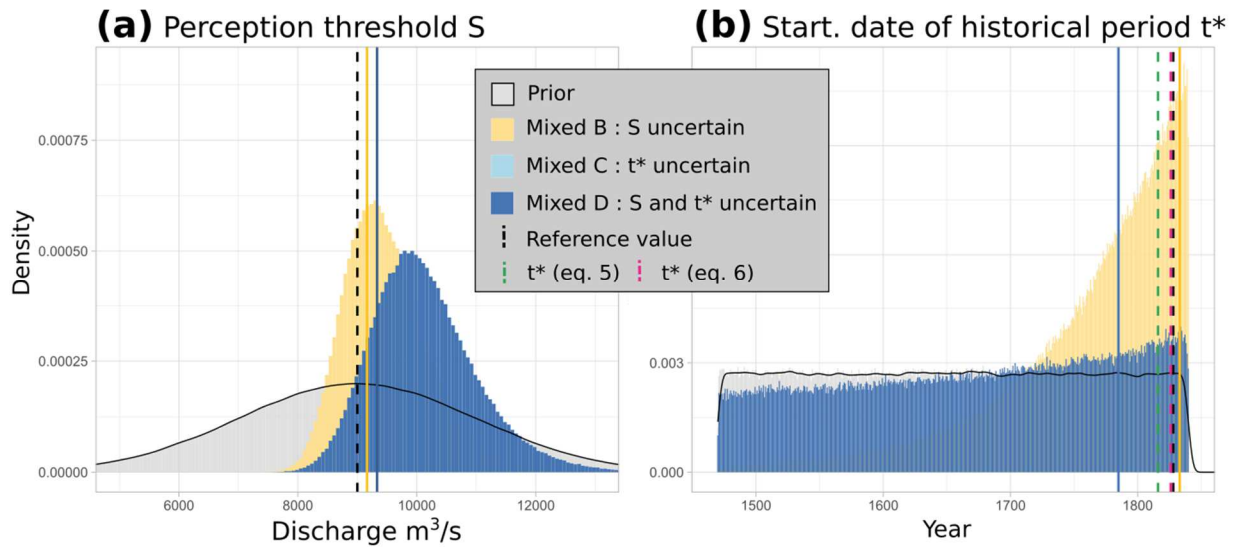 (a) Perception threshold S
(b) Start. date of historical period t*
Prior
Mixed B : S uncertain
Mixed C : t* uncertain
Mixed D : S and t* uncertain
Reference value
t* (eq. 5) t* (eq. 6)
Density
0.00075
0.00050
0.00025
0.00000
6000 8000 10000 12000
Discharge m³/s
0.003
0.000
1500 1600 1700 1800
Year